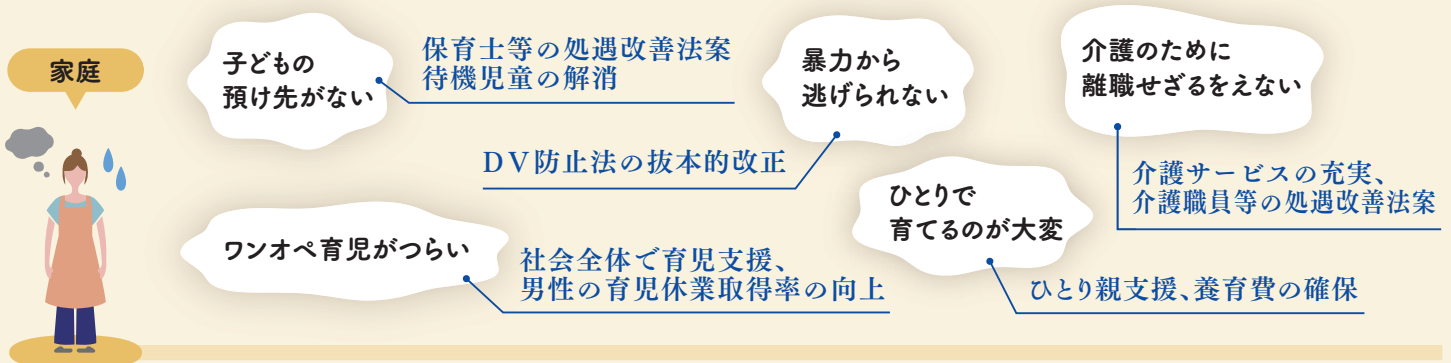 家庭
子どもの
預け先がない
保育士等の処遇改善法案
待機児童の解消
暴力から
逃げられない
DV防止法の抜本的改正
介護のために
離職せざるをえない
介護サービスの充実、
介護職員等の処遇改善法案
ワンオペ育児がつらい
社会全体で育児支援、
男性の育児休業取得率の向上
ひとりで
育てるのが大変
ひとり親支援、養育費の確保